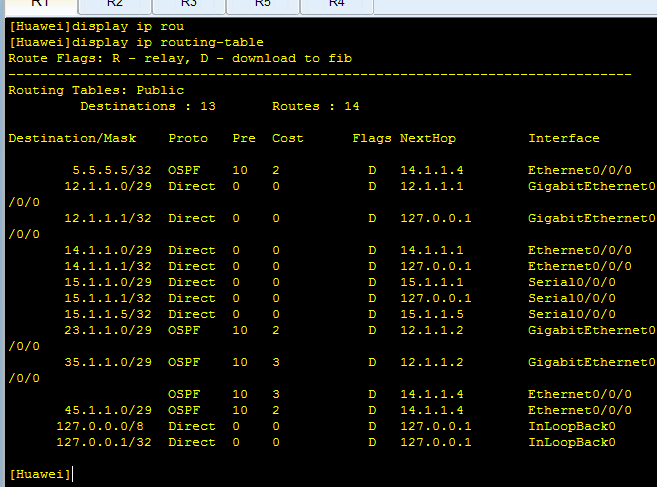 R1 R2 R3 R5 R4
[Huawei]display ip rou
[Huawei]display ip routing-table
Route Flags: R - relay, D - download to fib
------------------------------------------------------------------------------
Routing Tables: Public
Destinations : 13 Routes : 14
Destination/Mask Proto Pre Cost Flags NextHop Interface
5.5.5.5/32 OSPF 10 2 D 14.1.1.4 Ethernet0/0/0
12.1.1.0/29 Direct 0 0 D 12.1.1.1 GigabitEthernet0
/0/0
12.1.1.1/32 Direct 0 0 D 127.0.0.1 GigabitEthernet0
/0/0
14.1.1.0/29 Direct 0 0 D 14.1.1.1 Ethernet0/0/0
14.1.1.1/32 Direct 0 0 D 127.0.0.1 Ethernet0/0/0
15.1.1.0/29 Direct 0 0 D 15.1.1.1 Serial0/0/0
15.1.1.1/32 Direct 0 0 D 127.0.0.1 Serial0/0/0
15.1.1.5/32 Direct 0 0 D 15.1.1.5 Serial0/0/0
23.1.1.0/29 OSPF 10 2 D 12.1.1.2 GigabitEthernet0
/0/0
35.1.1.0/29 OSPF 10 3 D 12.1.1.2 GigabitEthernet0
/0/0
OSPF 10 3 D 14.1.1.4 Ethernet0/0/0
45.1.1.0/29 OSPF 10 2 D 14.1.1.4 Ethernet0/0/0
127.0.0.0/8 Direct 0 0 D 127.0.0.1 InLoopBack0
127.0.0.1/32 Direct 0 0 D 127.0.0.1 InLoopBack0
[Huawei]